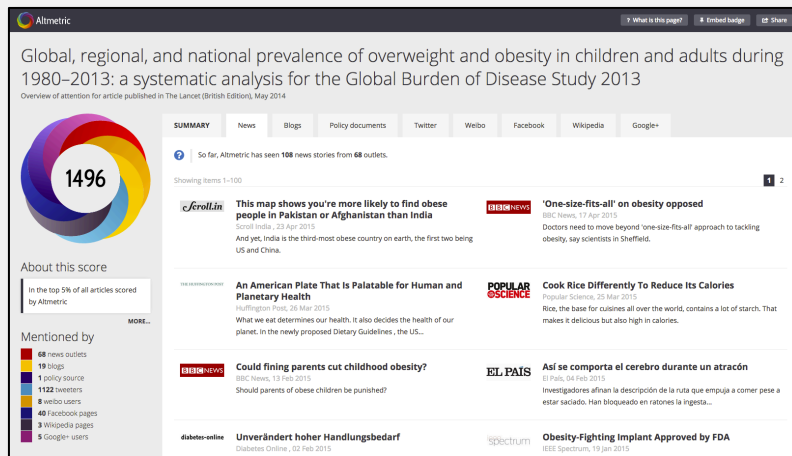 Altmetric
? What is this page?
Embed badge
Share
Global, regional, and national prevalence of overweight and obesity in children and adults during
1980–2013: a systematic analysis for the Global Burden of Disease Study 2013
Overview of attention for article published in The Lancet (British Edition), May 2014
1496
About this score
In the top 5% of all articles scored
by Altmetric
MORE...
Mentioned by
68 news outlets
19 blogs
1 policy source
1122 tweeters
8 weibo users
40 Facebook pages
3 Wikipedia pages
5 Google+ users
SUMMARY
News
Blogs
Policy documents
Twitter
Weibo
Facebook
Wikipedia
Google+
? So far, Altmetric has seen 108 news stories from 68 outlets.
Showing items 1–100
1 2
Scroll.in
This map shows you're more likely to find obese
people in Pakistan or Afghanistan than India
Scroll India , 23 Apr 2015
And yet, India is the third-most obese country on earth, the first two being
US and China.
BBC NEWS
'One-size-fits-all' on obesity opposed
BBC News, 17 Apr 2015
Doctors need to move beyond 'one-size-fits-all' approach to tackling
obesity, say scientists in Sheffield.
THE HUFFINGTON POST
An American Plate That Is Palatable for Human and
Planetary Health
Huffington Post, 26 Mar 2015
What we eat determines our health. It also decides the health of our
planet. In the newly proposed Dietary Guidelines , the US...
POPULAR
SCIENCE
Cook Rice Differently To Reduce Its Calories
Popular Science, 25 Mar 2015
Rice, the base for cuisines all over the world, contains a lot of starch. That
makes it delicious but also high in calories.
BBC NEWS
Could fining parents cut childhood obesity?
BBC News, 13 Feb 2015
Should parents of obese children be punished?
EL PAÍS
Así se comporta el cerebro durante un atracón
El País, 04 Feb 2015
Investigadores afinan la descripción de la ruta que empuja a comer pese a
estar saciado. Han bloqueado en ratones la ingesta...
diabetes-online
Unverändert hoher Handlungsbedarf
Diabetes Online , 02 Feb 2015
spectrum
Obesity-Fighting Implant Approved by FDA
IEEE Spectrum, 19 Jan 2015